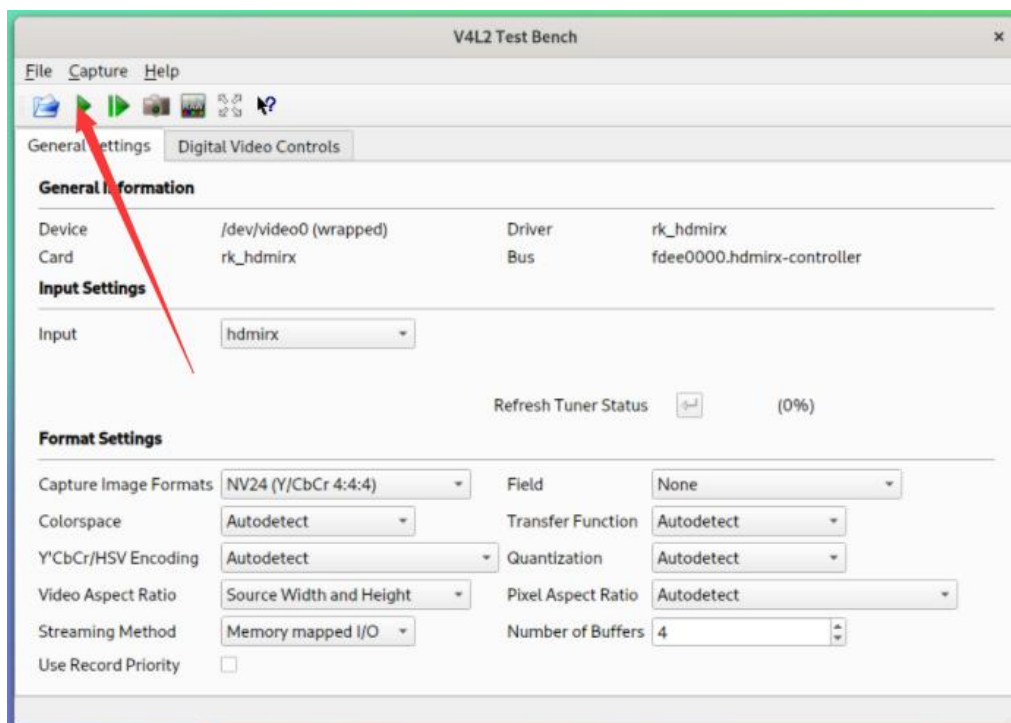 V4L2 Test Bench ×
File Capture Help
General Settings Digital Video Controls
General Information
Device /dev/video0 (wrapped) Driver rk_hdmirx
Card rk_hdmirx Bus fdee0000.hdmirx-controller
Input Settings
Input hdmirx
Refresh Tuner Status (0%)
Format Settings
Capture Image Formats NV24 (Y/CbCr 4:4:4) Field None
Colorspace Autodetect Transfer Function Autodetect
Y'CbCr/HSV Encoding Autodetect Quantization Autodetect
Video Aspect Ratio Source Width and Height Pixel Aspect Ratio Autodetect
Streaming Method Memory mapped I/O Number of Buffers 4
Use Record Priority